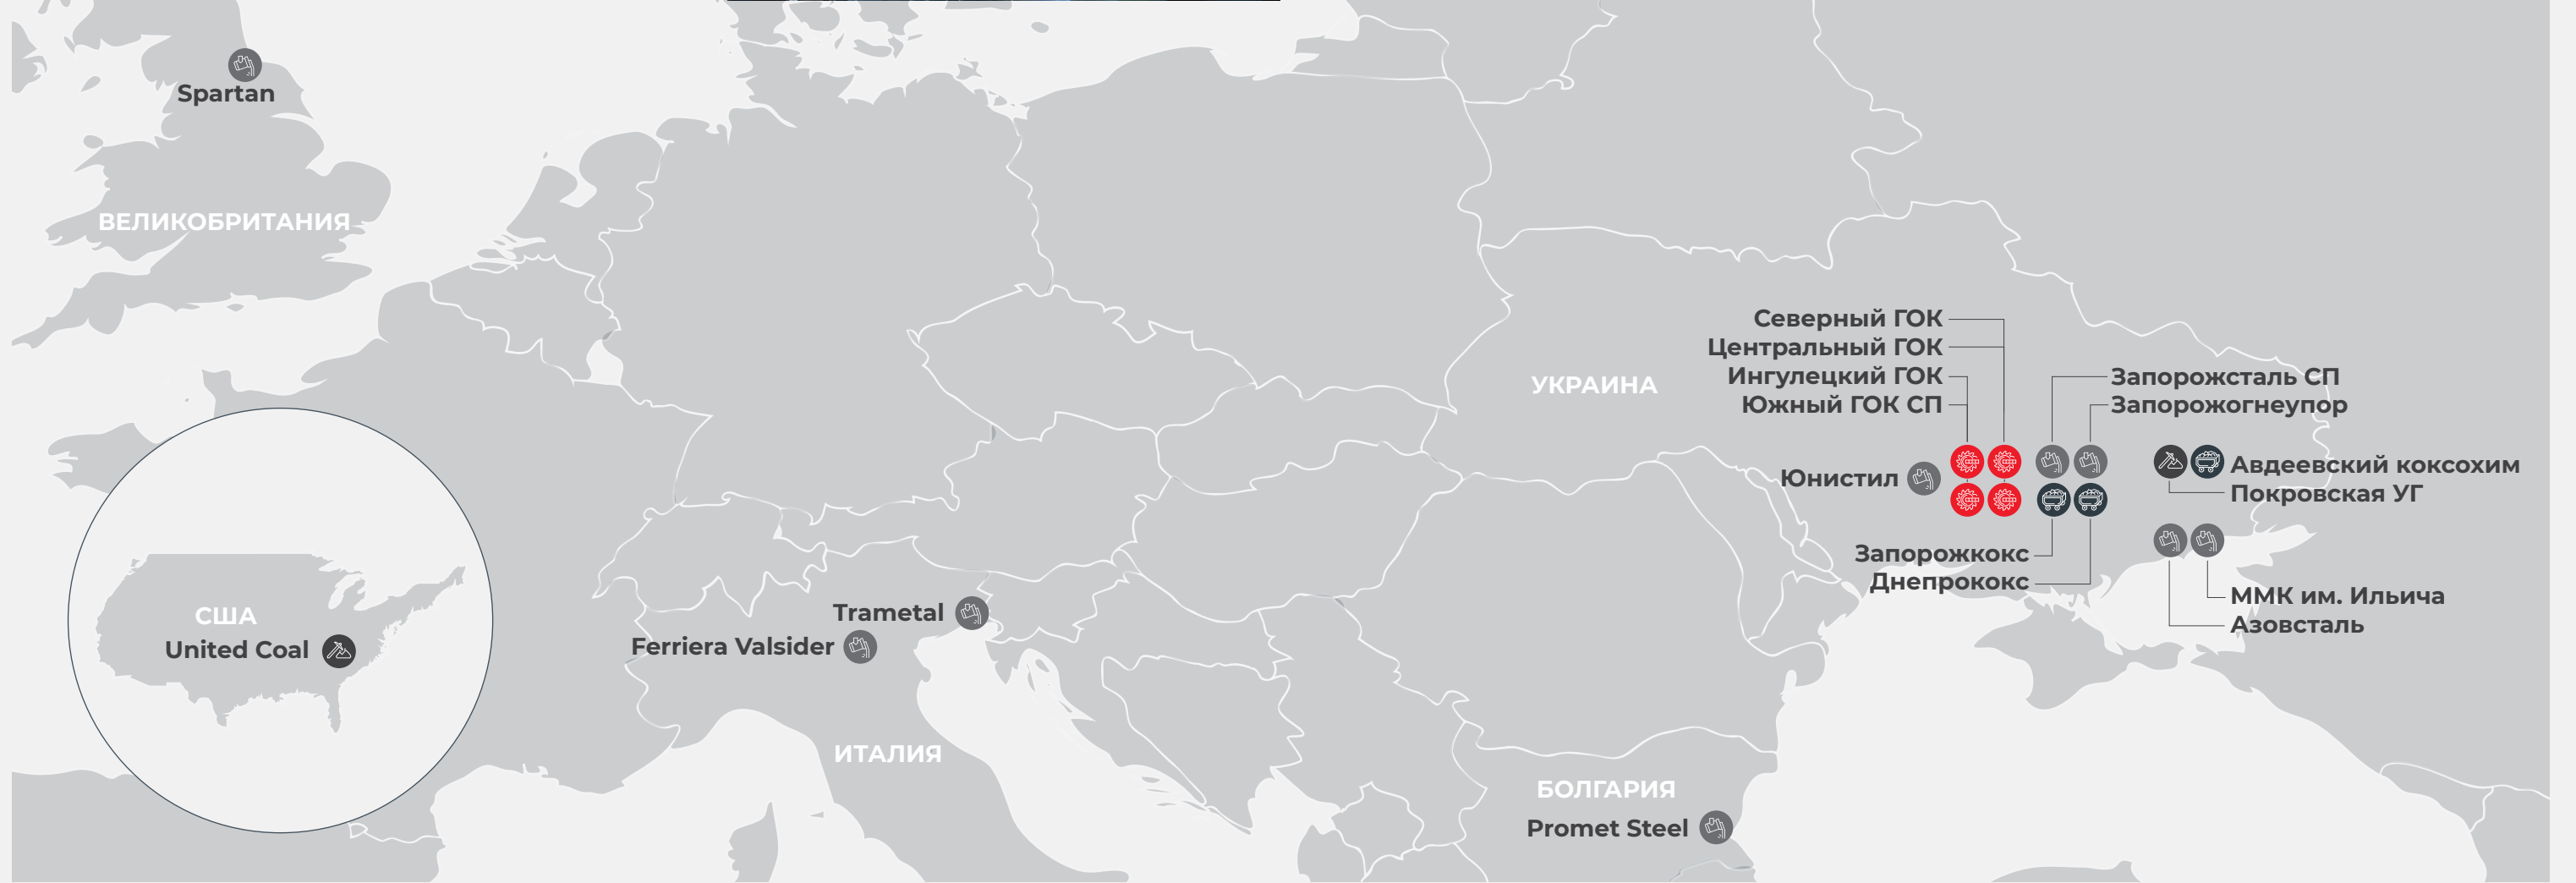 Spartan
ВЕЛИКОБРИТАНИЯ
США
United Coal
Trametal
Ferriera Valsider
ИТАЛИЯ
БОЛГАРИЯ
Promet Steel
УКРАИНА
Северный ГОК
Центральный ГОК
Ингулецкий ГОК
Южный ГОК СП
Юнистил
Запорожсталь СП
Запорожогнеупор
Авдеевский коксохим
Покровская УГ
Запорожкокс
Днепрококс
ММК им. Ильича
Азовсталь